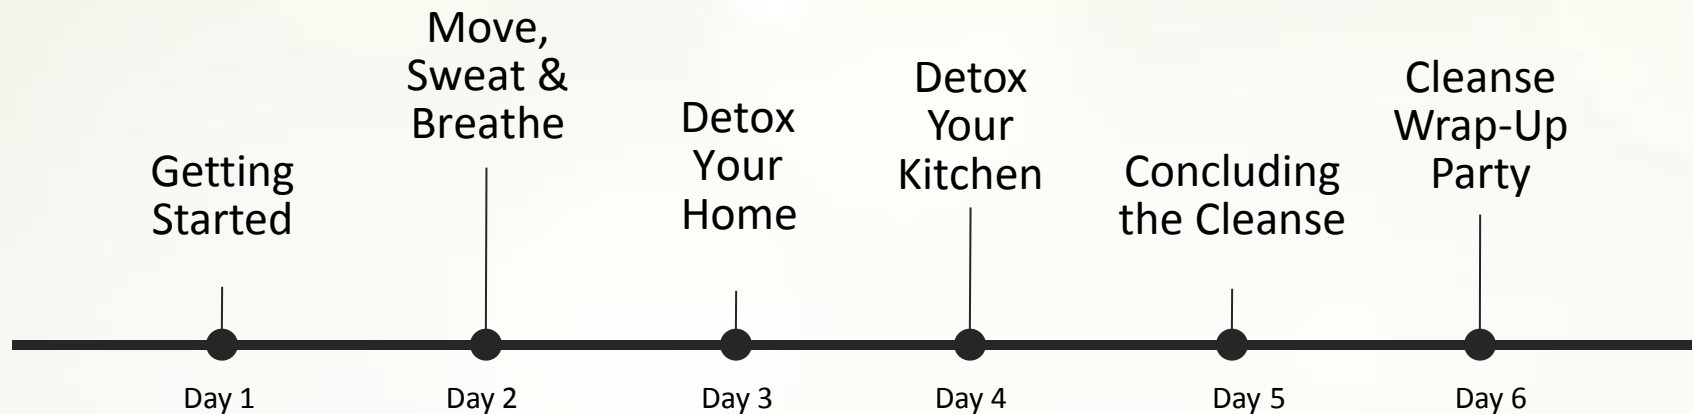 Getting
Started
Move,
Sweat &
Breathe
Detox
Your
Home
Detox
Your
Kitchen
Concluding
the Cleanse
Cleanse
Wrap-Up
Party
Day 1
Day 2
Day 3
Day 4
Day 5
Day 6